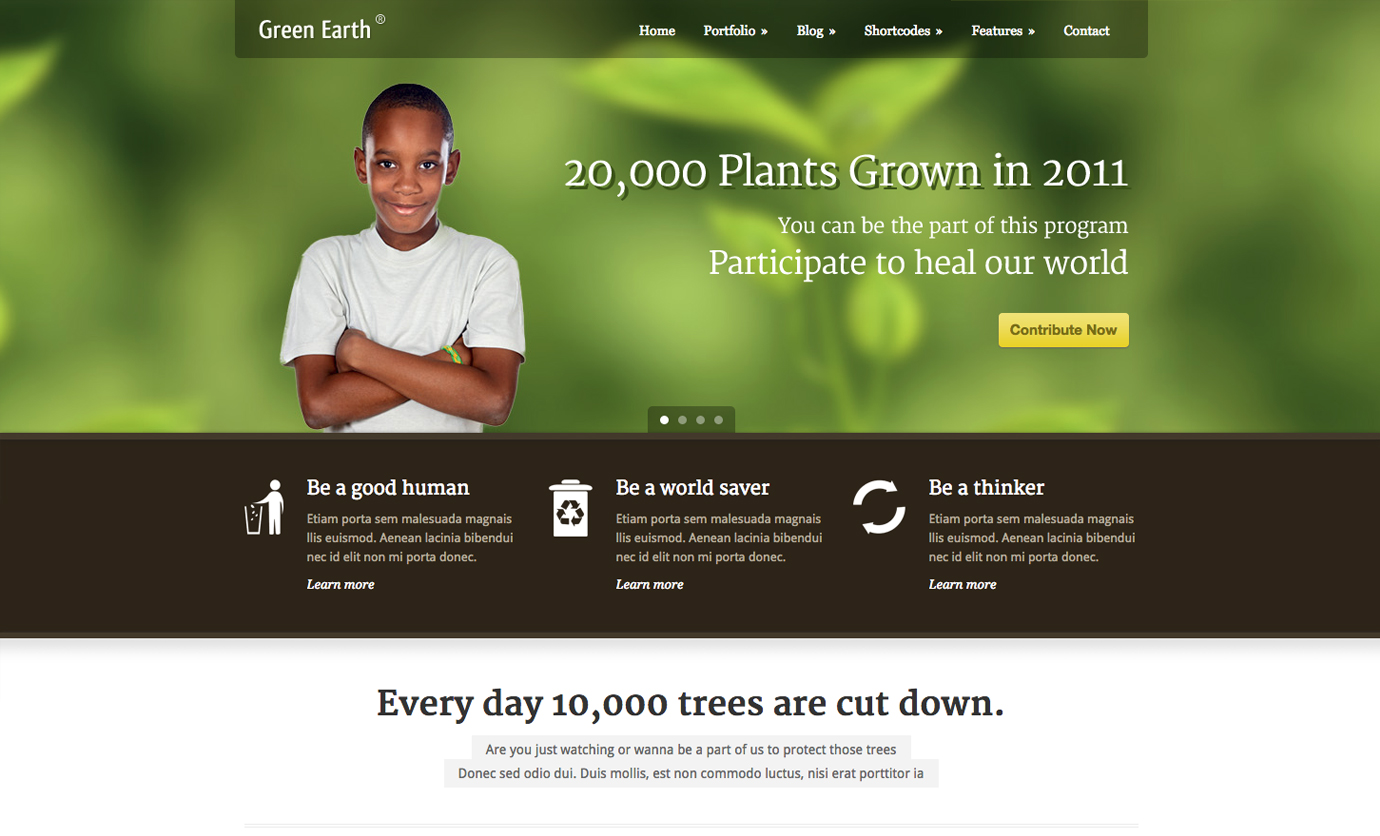 Green Earth ®
Home Portfolio » Blog » Shortcodes » Features » Contact
20,000 Plants Grown in 2011
You can be the part of this program
Participate to heal our world
Contribute Now
Be a good human
Etiam porta sem malesuada magnais
llis euismod. Aenean lacinia bibendui
nec id elit non mi porta donec.
Learn more
Be a world saver
Etiam porta sem malesuada magnais
llis euismod. Aenean lacinia bibendui
nec id elit non mi porta donec.
Learn more
Be a thinker
Etiam porta sem malesuada magnais
llis euismod. Aenean lacinia bibendui
nec id elit non mi porta donec.
Learn more
Every day 10,000 trees are cut down.
Are you just watching or wanna be a part of us to protect those trees
Donec sed odio dui. Duis mollis, est non commodo luctus, nisi erat porttitor ia